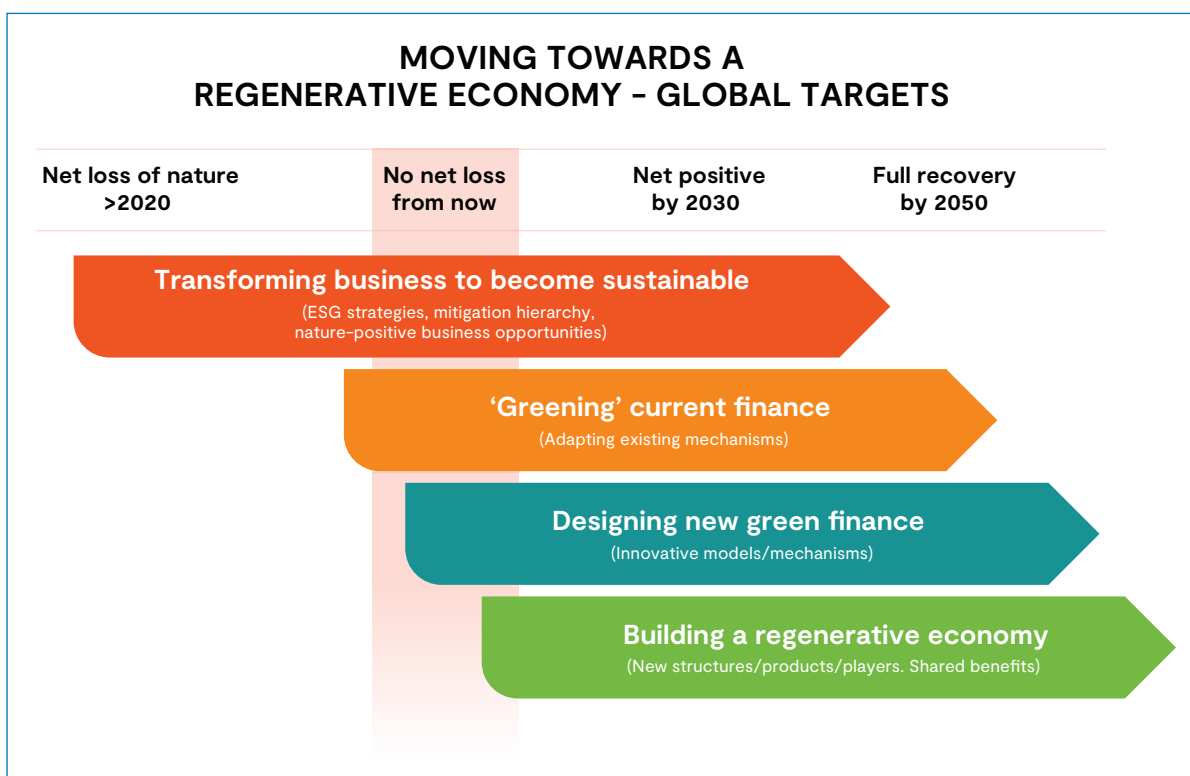 MOVING TOWARDS A
REGENERATIVE ECONOMY – GLOBAL TARGETS
Net loss of nature
>2020
No net loss
from now
Net positive
by 2030
Full recovery
by 2050
Transforming business to become sustainable
(ESG strategies, mitigation hierarchy,
nature-positive business opportunities)
‘Greening’ current finance
(Adapting existing mechanisms)
Designing new green finance
(Innovative models/mechanisms)
Building a regenerative economy
(New structures/products/players. Shared benefits)